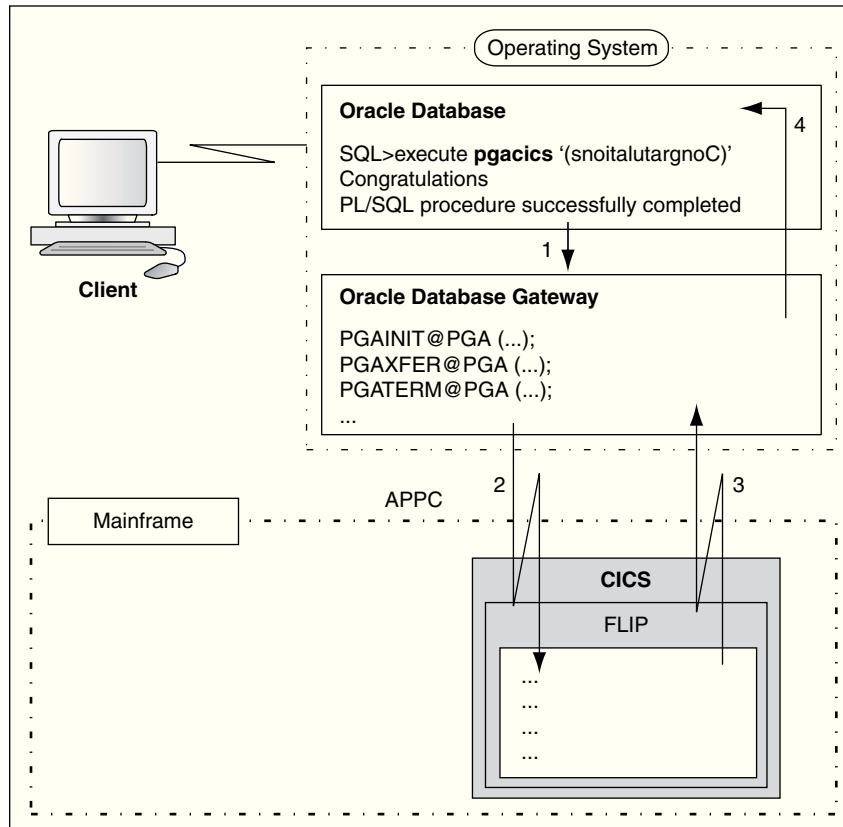 Operating System
Oracle Database
SQL>execute pgacics ‘(snoitalutargnoC)’
Congratulations
PL/SQL procedure successfully completed
4
1
Client
Oracle Database Gateway
PGAINIT@PGA (...);
PGAXFER@PGA (...);
PGATERM@PGA (...);
...
2
3
APPC
Mainframe
CICS
FLIP
...
...
...
...